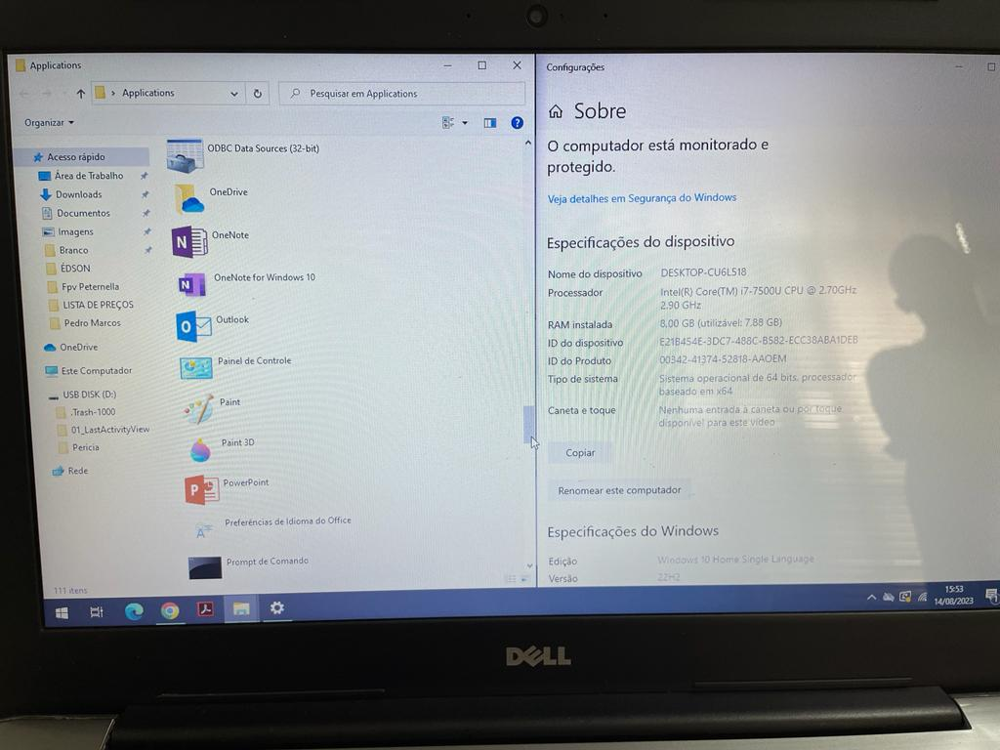 Applications
Applications
Pesquisar em Applications
Organizar
Acesso rápido
Área de Trabalho
Downloads
Documentos
Imagens
Branco
ÉDSON
Fpv Peternella
LISTA DE PREÇOS
Pedro Marcos
OneDrive
Este Computador
USB DISK (D:)
.Trash-1000
01_LastActivityView
Pericia
Rede
ODBC Data Sources (32-bit)
OneDrive
OneNote
OneNote for Windows 10
Outlook
Painel de Controle
Paint
Paint 3D
PowerPoint
Preferências de Idioma do Office
Prompt de Comando
111 itens
Configurações
Sobre
O computador está monitorado e
protegido.
Veja detalhes em Segurança do Windows
Especificações do dispositivo
Nome do dispositivo DESKTOP-CU6L518
Processador Intel(R) Core(TM) i7-7500U CPU @ 2.70GHz
2.90 GHz
RAM instalada 8,00 GB (utilizável: 7,88 GB)
ID do dispositivo E21B454E-3DC7-488C-B582-ECC38ABA1DEB
ID do Produto 00342-41374-52818-AAOEM
Tipo de sistema Sistema operacional de 64 bits, processador
baseado em x64
Caneta e toque Nenhuma entrada à caneta ou por toque
disponível para este vídeo
Copiar
Renomear este computador
Especificações do Windows
Edição Windows 10 Home Single Language
Versão 22H2
15:53
14/08/2023
DELL